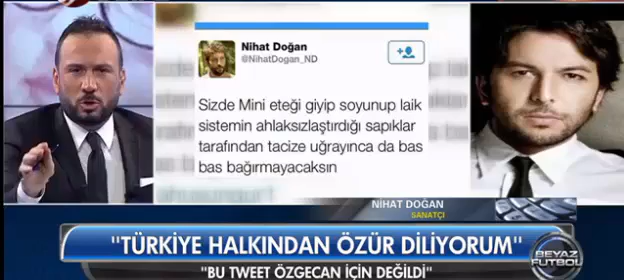 Nihat Doğan
@NihatDogan_ND
Sizde Mini eteği giyip soyunup laik
sistemin ahlaksızlaştırdığı sapıklar
tarafından tacize uğrayınca da bas
bas bağırmayacaksın
NİHAT DOĞAN
SANATÇI
"TÜRKİYE HALKINDAN ÖZÜR DİLİYORUM"
"BU TWEET ÖZGECAN İÇİN DEĞİLDİ"
BEYAZ
FUTBOL